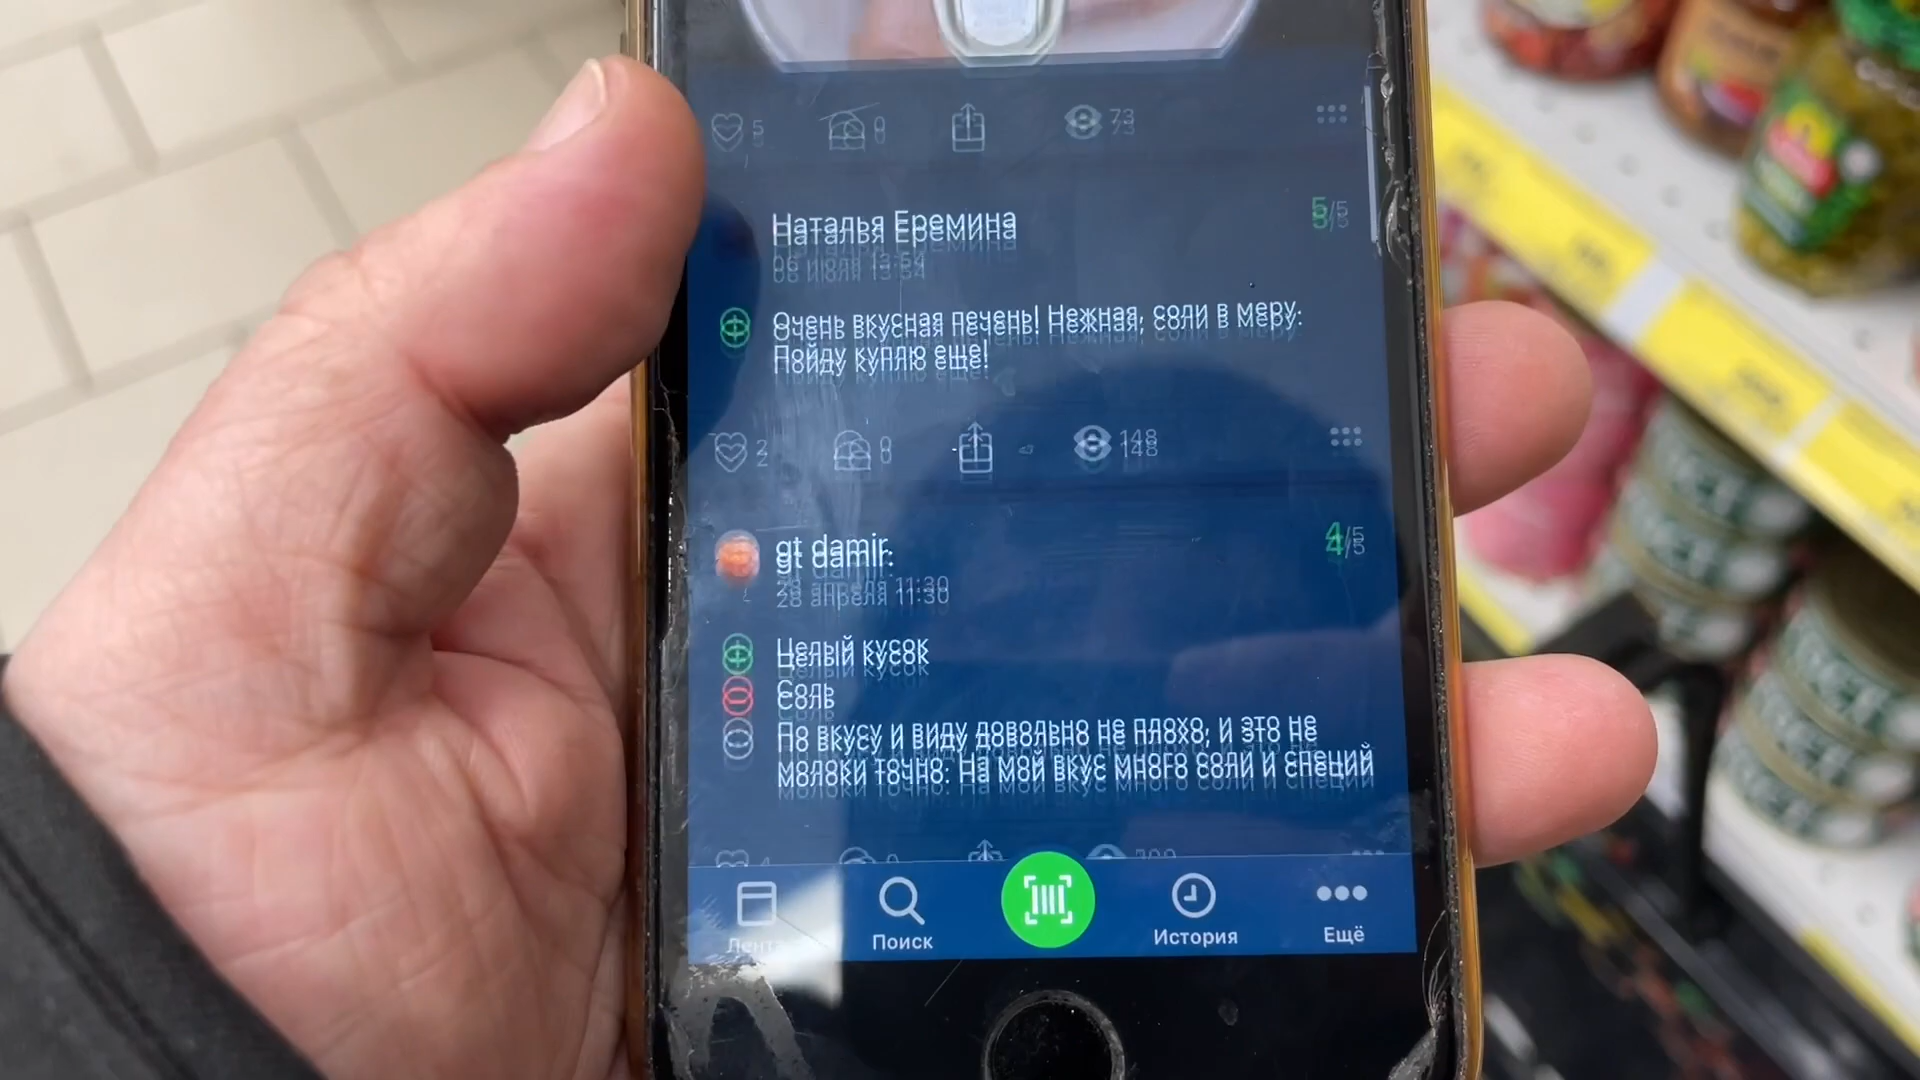 5 0 73
Наталья Еремина 5/5
06 июля 13:54
Очень вкусная печень! Нежная, соли в меру.
Пойду куплю еще!
2 0 148
gt damir. 4/5
28 апреля 11:30
Целый кусок
Соль
По вкусу и виду довольно не плохо, и это не
молоки точно. На мой вкус много соли и специй
Лента Поиск История Ещё